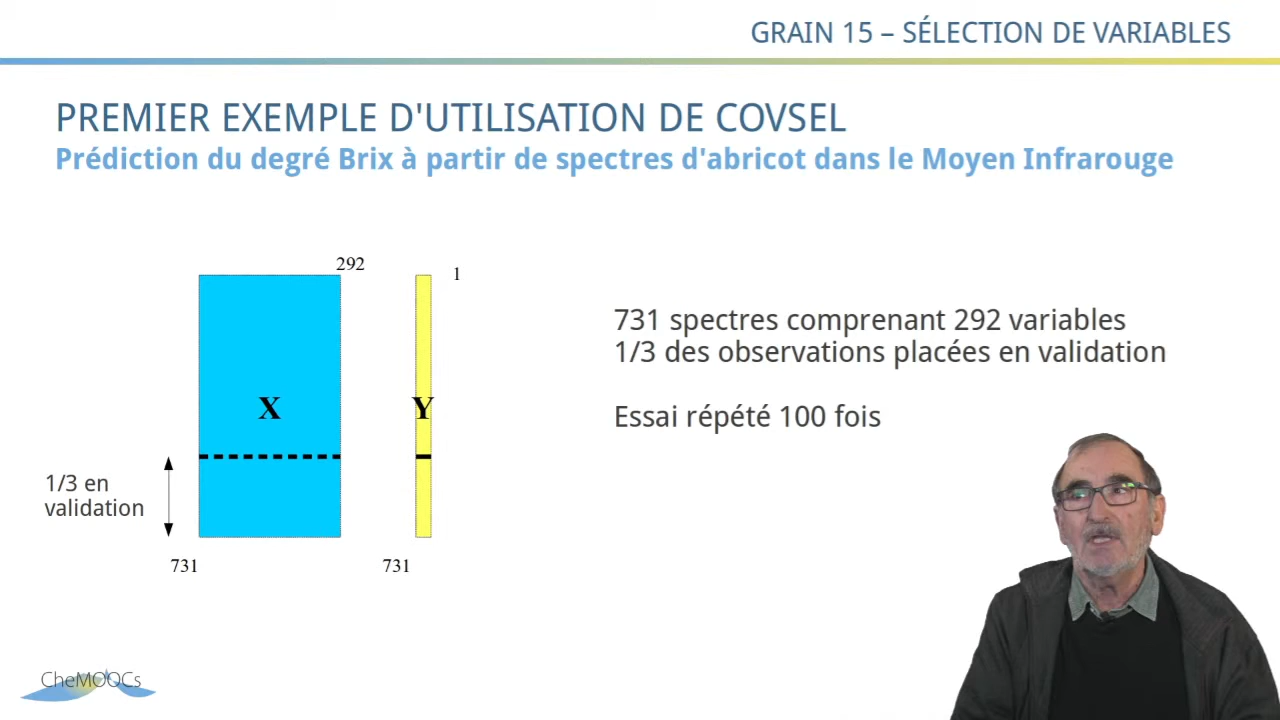 GRAIN 15 – SÉLECTION DE VARIABLES
PREMIER EXEMPLE D'UTILISATION DE COVSEL
Prédiction du degré Brix à partir de spectres d'abricot dans le Moyen Infrarouge
292
1
X
Y
1/3 en
validation
731
731
731 spectres comprenant 292 variables
1/3 des observations placées en validation
Essai répété 100 fois
CheMOOCs